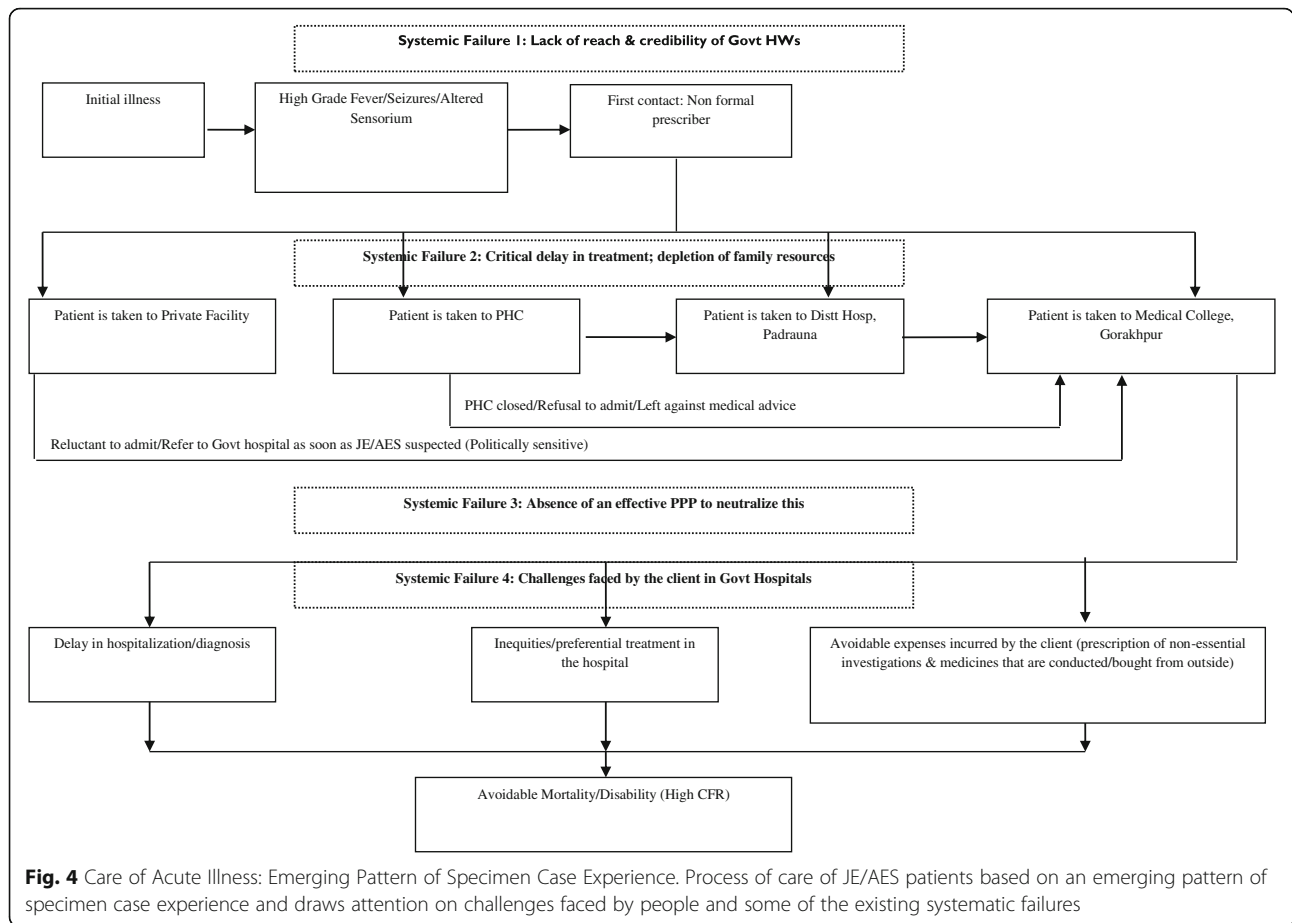 Systemic Failure 1: Lack of reach & credibility of Govt HWs
Initial illness
High Grade Fever/Seizures/Altered
Sensorium
First contact: Non formal
prescriber
Systemic Failure 2: Critical delay in treatment; depletion of family resources
Patient is taken to Private Facility
Patient is taken to PHC
Patient is taken to Distt Hosp,
Padrauna
Patient is taken to Medical College,
Gorakhpur
PHC closed/Refusal to admit/Left against medical advice
Reluctant to admit/Refer to Govt hospital as soon as JE/AES suspected (Politically sensitive)
Systemic Failure 3: Absence of an effective PPP to neutralize this
Systemic Failure 4: Challenges faced by the client in Govt Hospitals
Delay in hospitalization/diagnosis
Inequities/preferential treatment in
the hospital
Avoidable expenses incurred by the client (prescription of non-essential
investigations & medicines that are conducted/bought from outside)
Avoidable Mortality/Disability (High CFR)
Fig. 4 Care of Acute Illness: Emerging Pattern of Specimen Case Experience. Process of care of JE/AES patients based on an emerging pattern of
specimen case experience and draws attention on challenges faced by people and some of the existing systematic failures